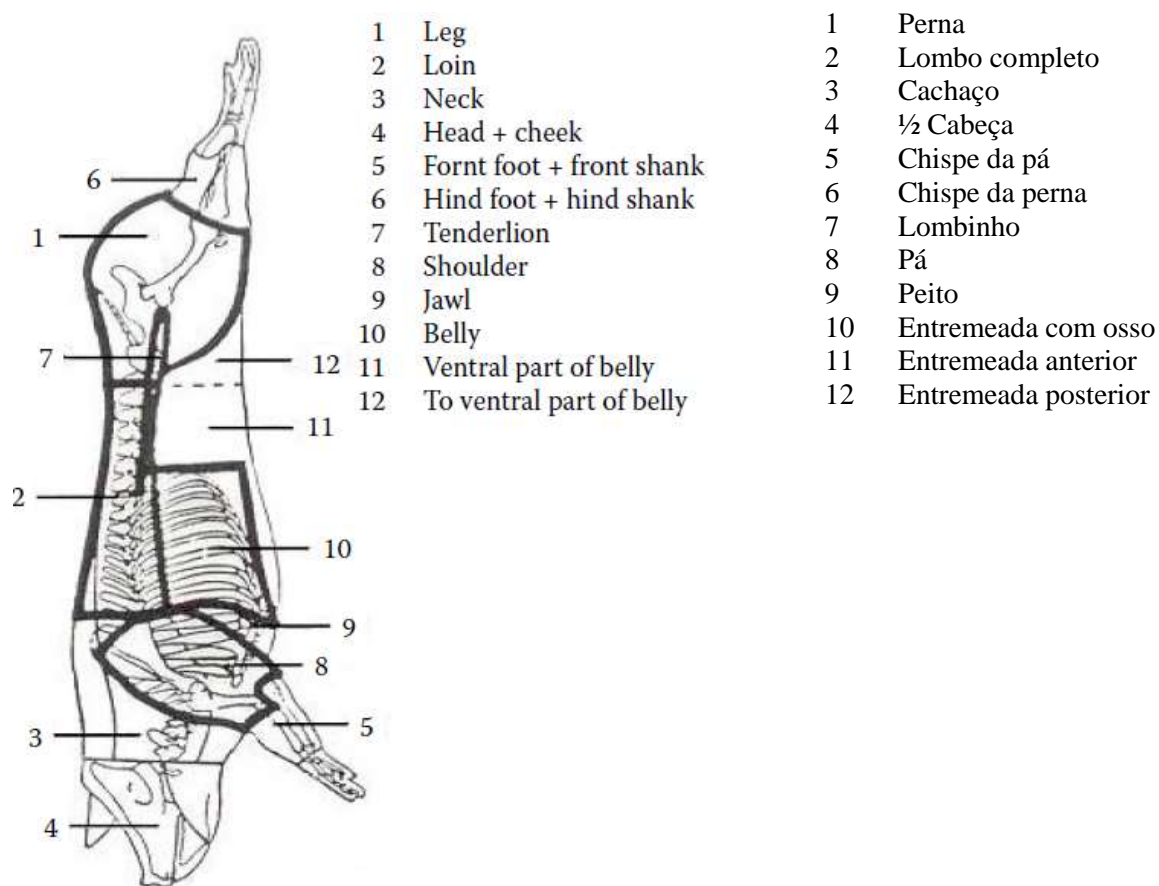 1 Leg
2 Loin
3 Neck
4 Head + cheek
5 Fornt foot + front shank
6 Hind foot + hind shank
7 Tenderlion
8 Shoulder
9 Jawl
10 Belly
11 Ventral part of belly
12 To ventral part of belly
1 Perna
2 Lombo completo
3 Cachaço
4 ½ Cabeça
5 Chispe da pá
6 Chispe da perna
7 Lombinho
8 Pá
9 Peito
10 Entremeada com osso
11 Entremeada anterior
12 Entremeada posterior
6
1
7
12
11
2
10
9
8
5
3
4